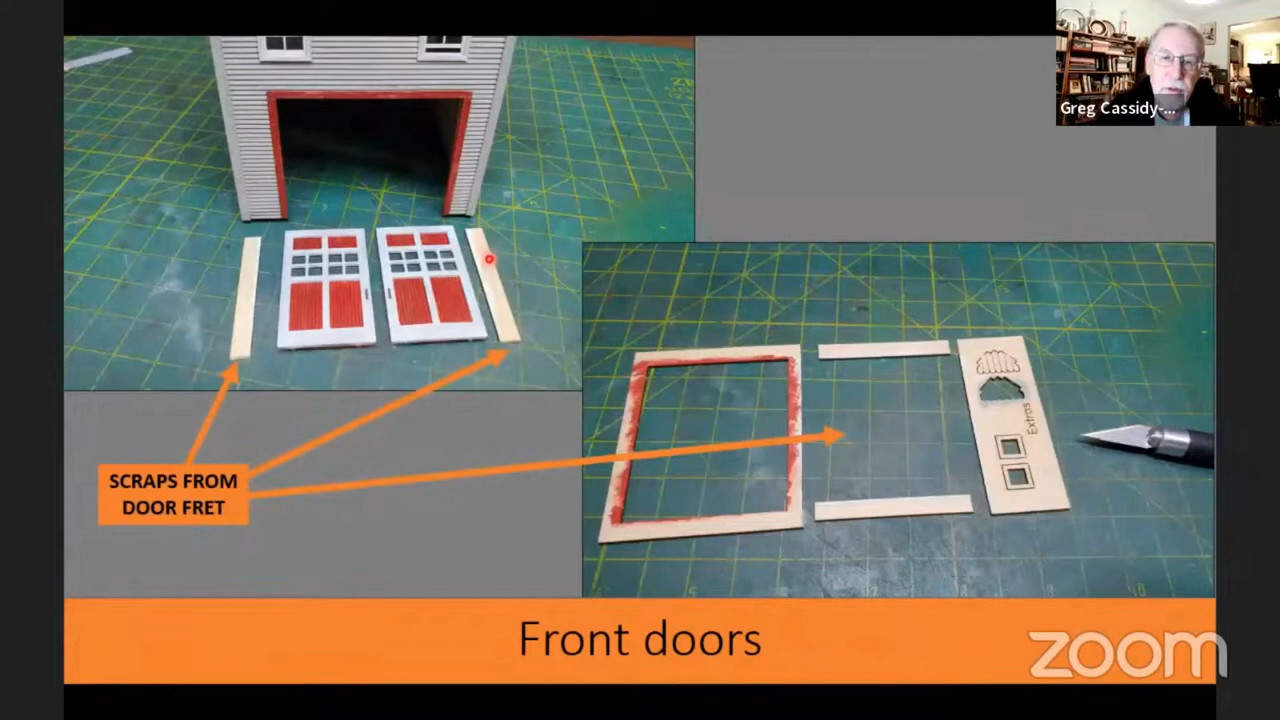 Greg Cassidy-...
SCRAPS FROM
DOOR FRET
Extras
Front doors
zoom